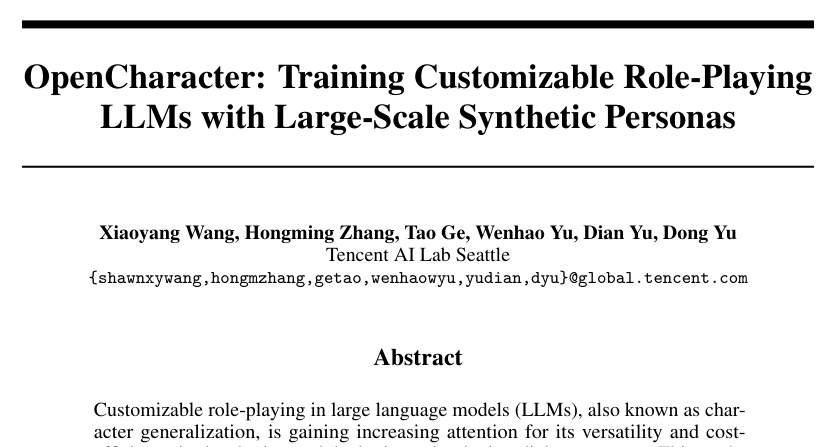 OpenCharacter: Training Customizable Role-Playing
LLMs with Large-Scale Synthetic Personas
Xiaoyang Wang, Hongming Zhang, Tao Ge, Wenhao Yu, Dian Yu, Dong Yu
Tencent AI Lab Seattle
{shawnxywang,hongmzhang,getao,wenhaowyu,yudian,dyu}@global.tencent.com
Abstract
Customizable role-playing in large language models (LLMs), also known as char-
acter generalization, is gaining increasing attention for its versatility and cost-